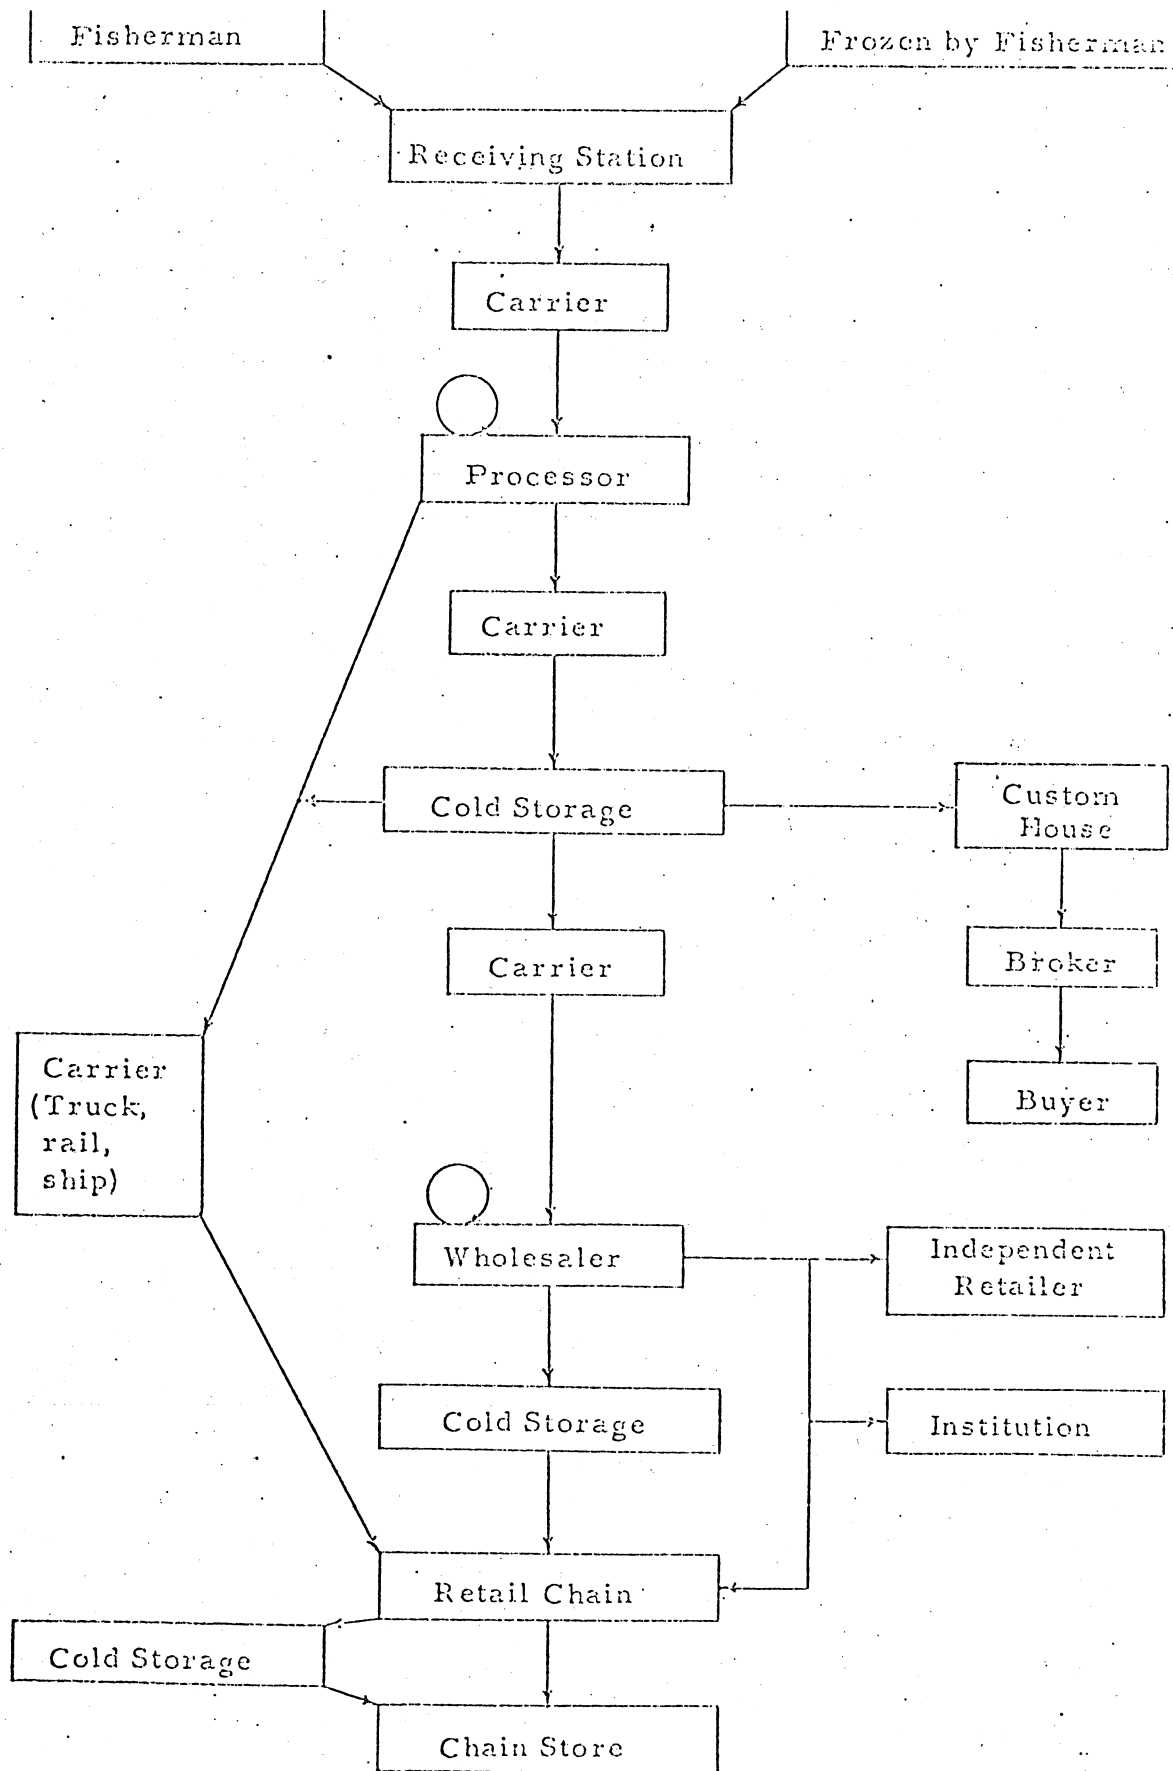 Fisherman
Frozen by Fisherman
Receiving Station
Carrier
Processor
Carrier
Cold Storage
Custom
House
Carrier
Broker
Carrier
(Truck,
rail,
ship)
Buyer
Wholesaler
Independent
Retailer
Cold Storage
Institution
Retail Chain
Cold Storage
Chain Store